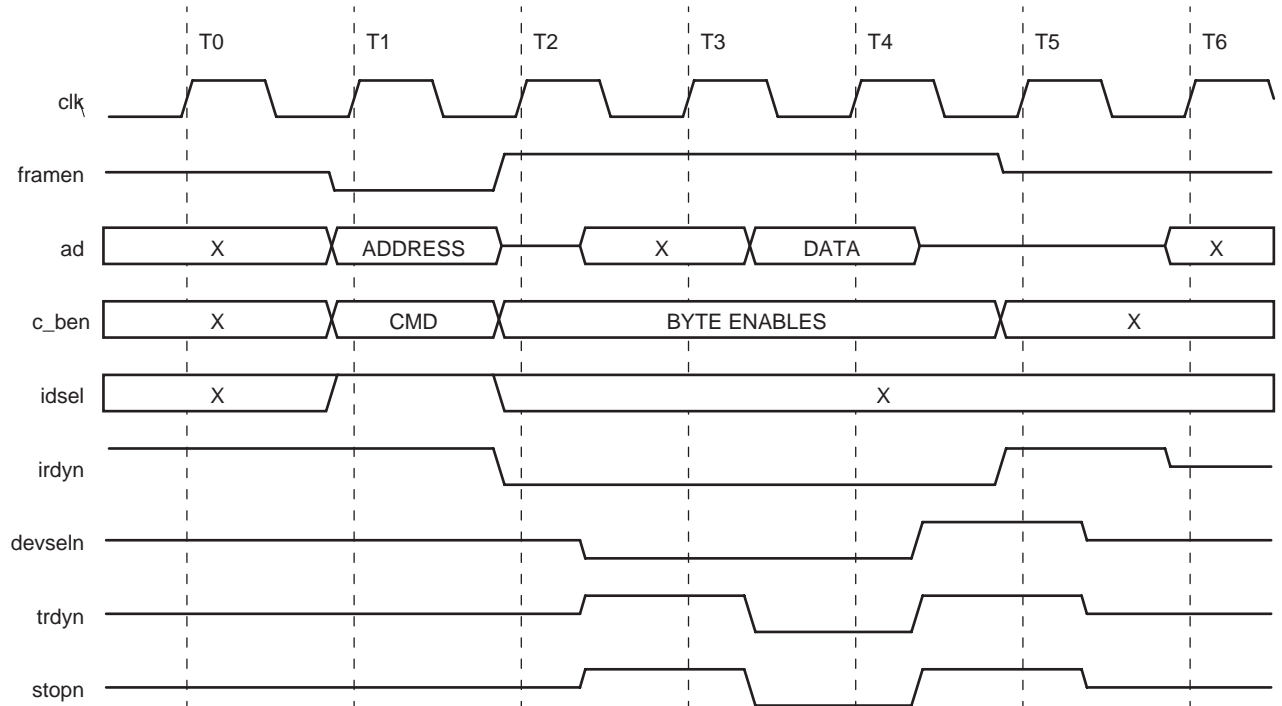 T0 T1 T2 T3 T4 T5 T6
clk
framen
ad X ADDRESS X DATA X
c_ben X CMD BYTE ENABLES X
idsel X X
irdyn
devseln
trdyn
stopn